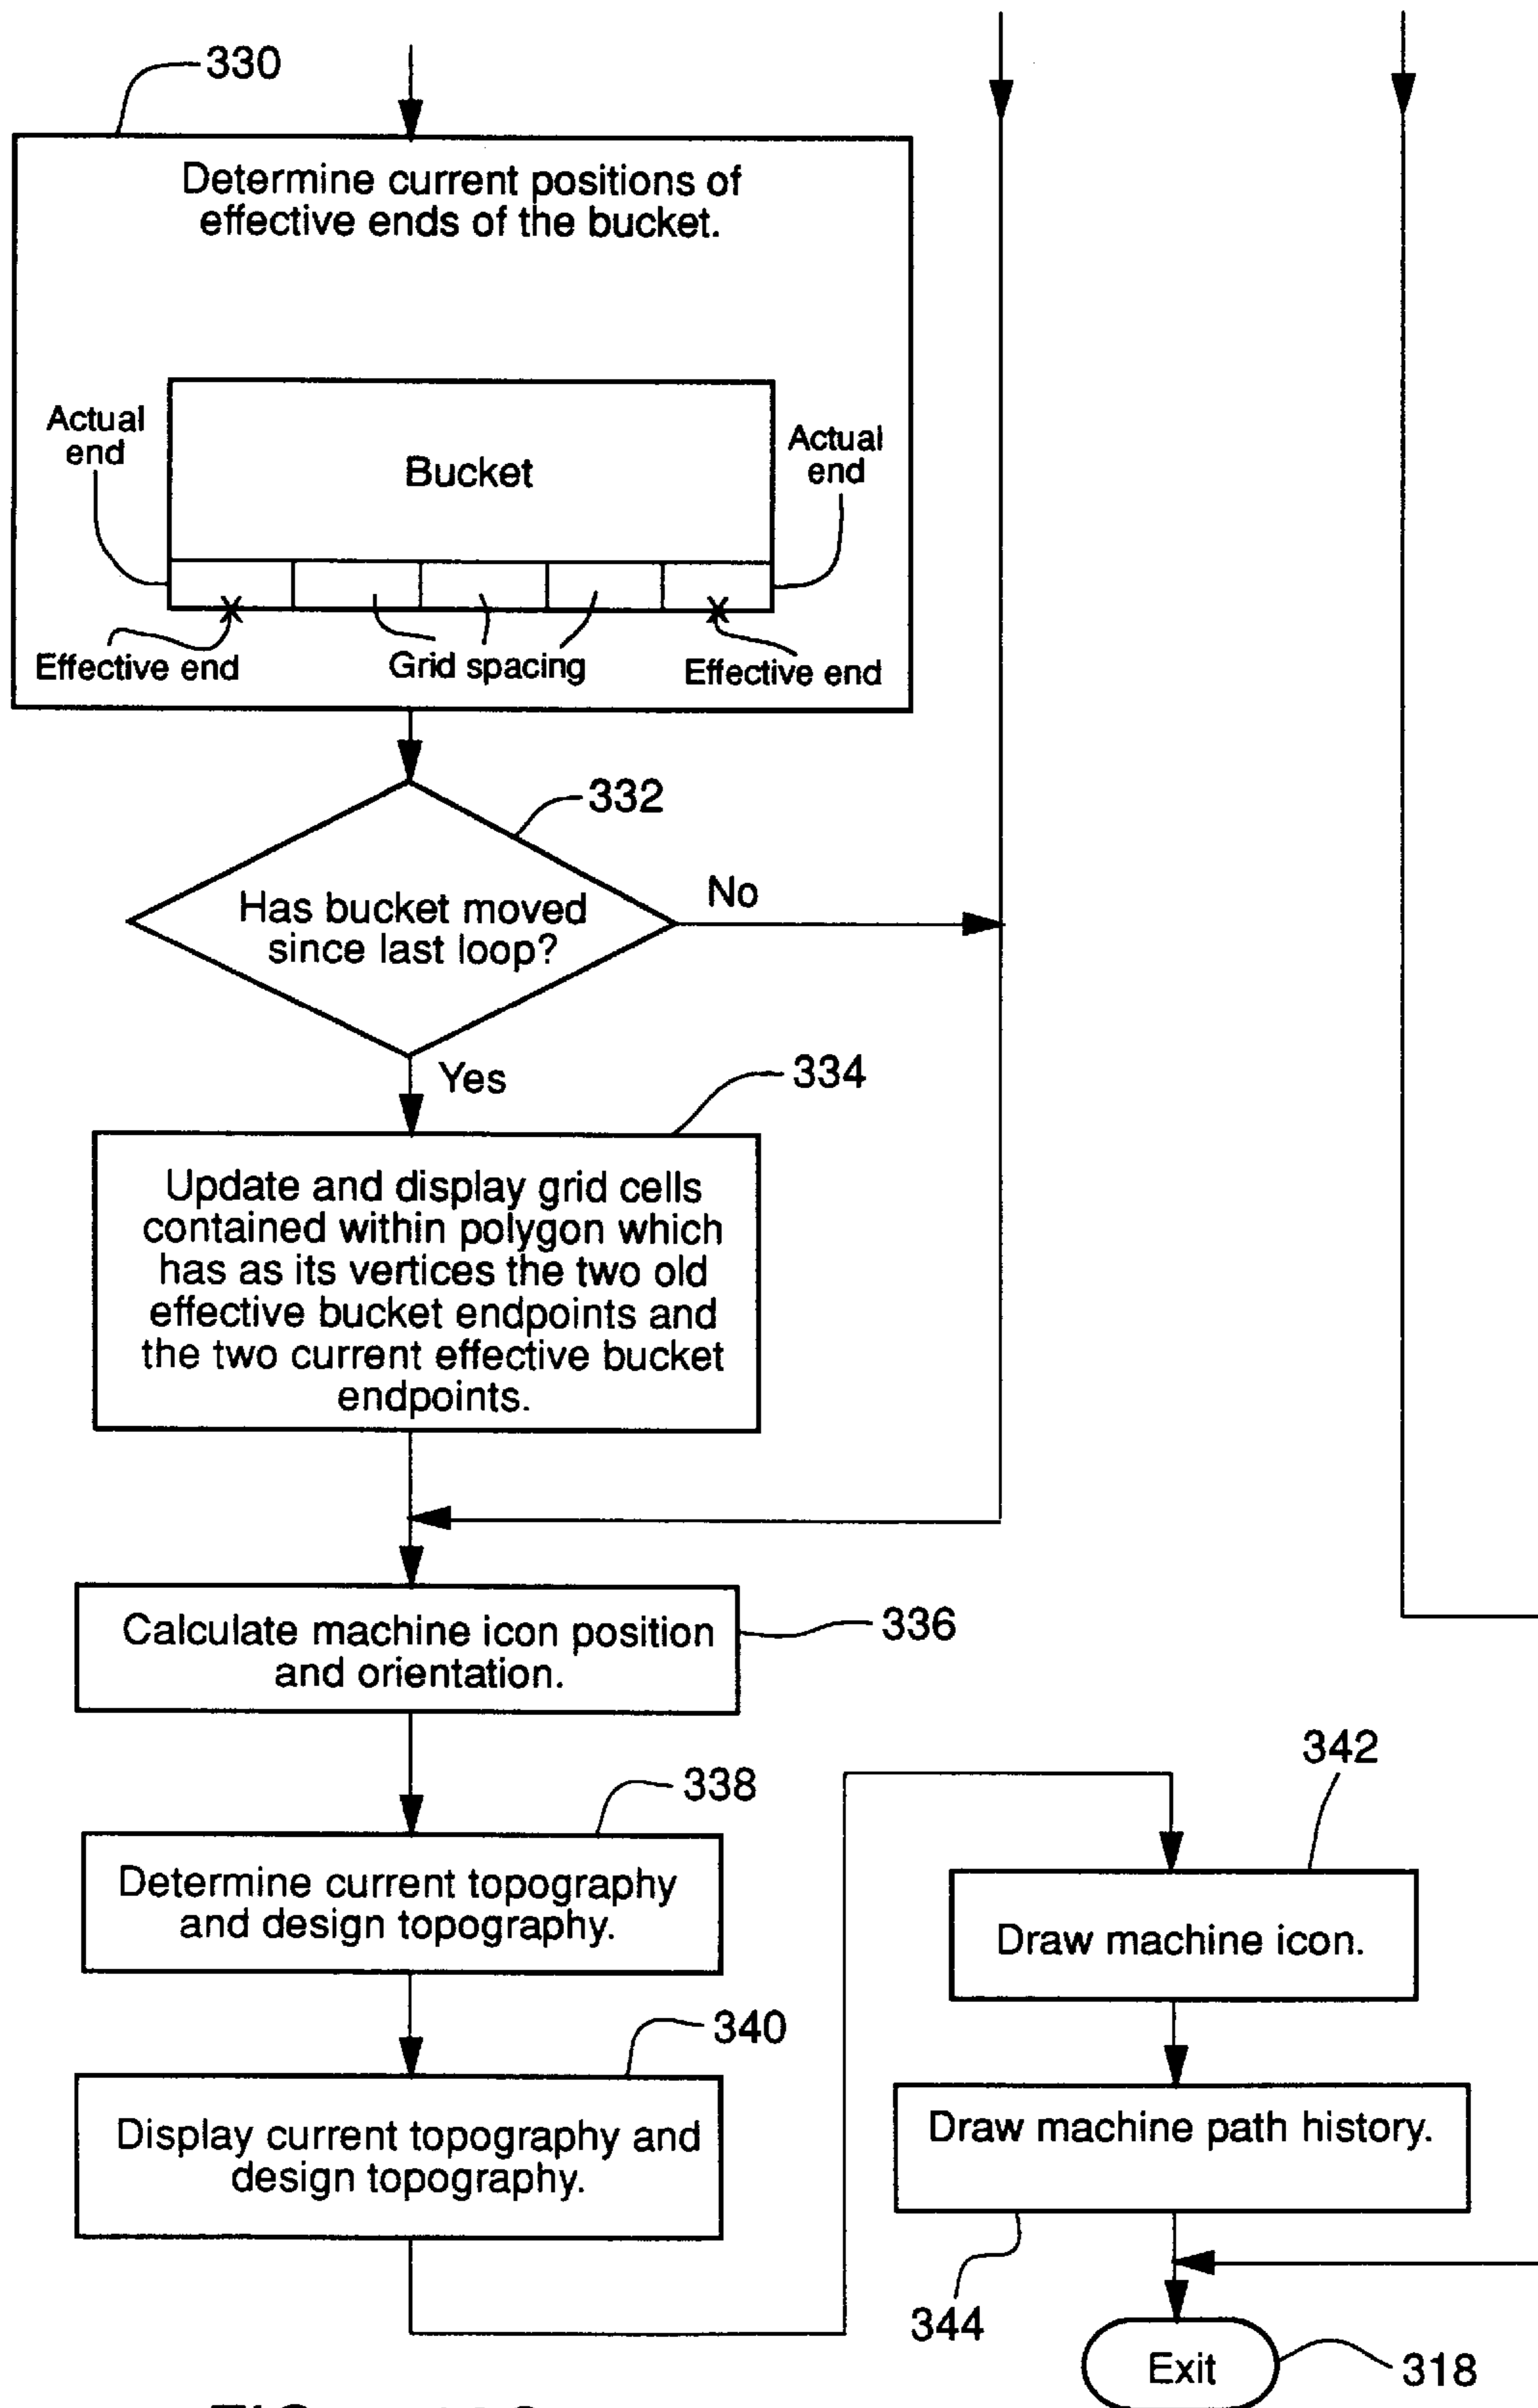 330
Determine current positions of
effective ends of the bucket.
Actual
end
Bucket
Actual
end
Effective end
Grid spacing
Effective end
332
Has bucket moved
since last loop?
No
Yes
334
Update and display grid cells
contained within polygon which
has as its vertices the two old
effective bucket endpoints and
the two current effective bucket
endpoints.
Calculate machine icon position
and orientation.
336
338
Determine current topography
and design topography.
340
Display current topography and
design topography.
342
Draw machine icon.
Draw machine path history.
344
Exit
318